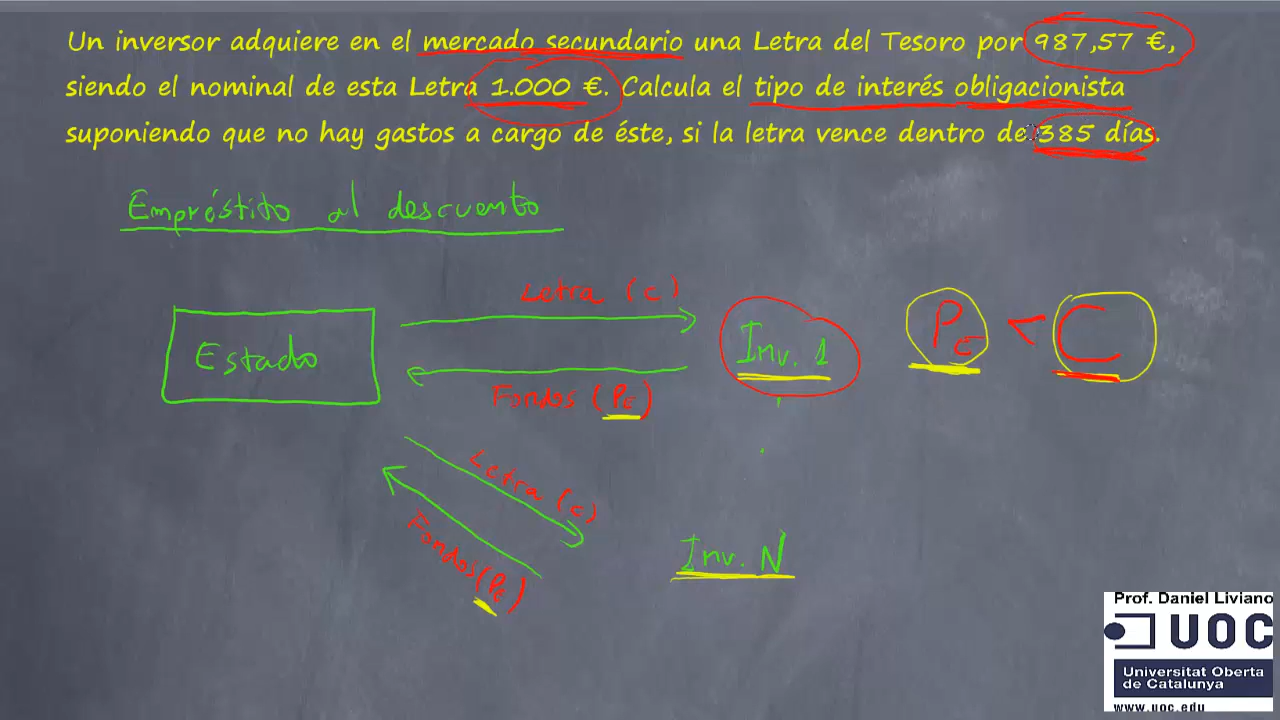 Un inversor adquiere en el mercado secundario una Letra del Tesoro por 987,57 €,
siendo el nominal de esta Letra 1.000 €. Calcula el tipo de interés obligacionista
suponiendo que no hay gastos a cargo de éste, si la letra vence dentro de 385 días.
Empréstito al descuento
Letra (C)
Estado
Inv. 1
Pe < C
Fondos (Pe)
Letra (C)
Fondos (Pe)
Inv. N
Prof. Daniel Liviano
UOC
Universitat Oberta
de Catalunya
www.uoc.edu